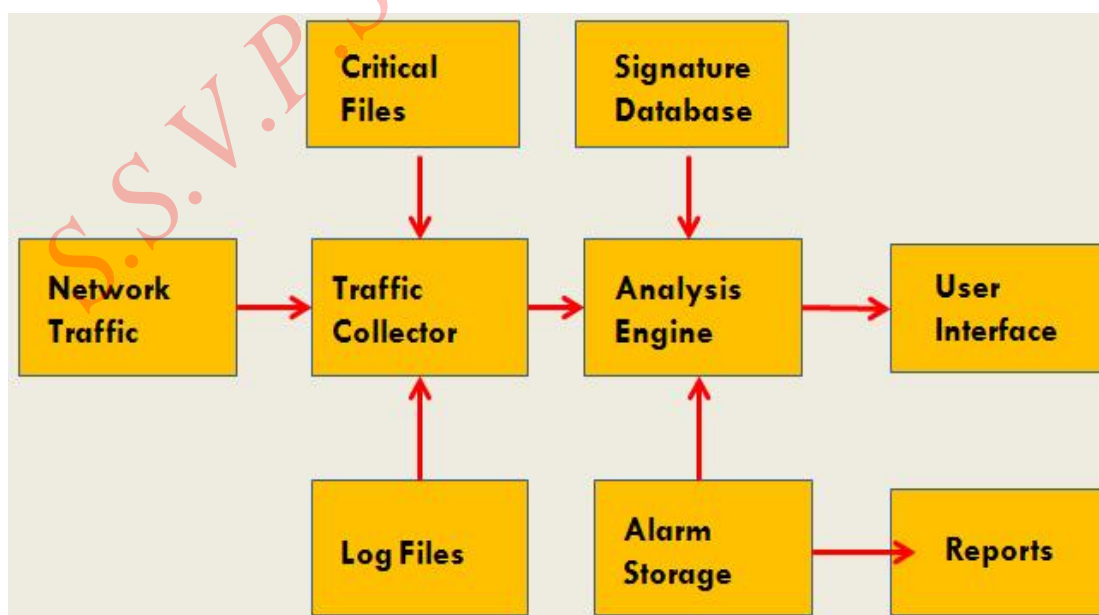 S.S.V.P.S
Critical
Files
Signature
Database
Network
Traffic
Traffic
Collector
Analysis
Engine
User
Interface
Log Files
Alarm
Storage
Reports